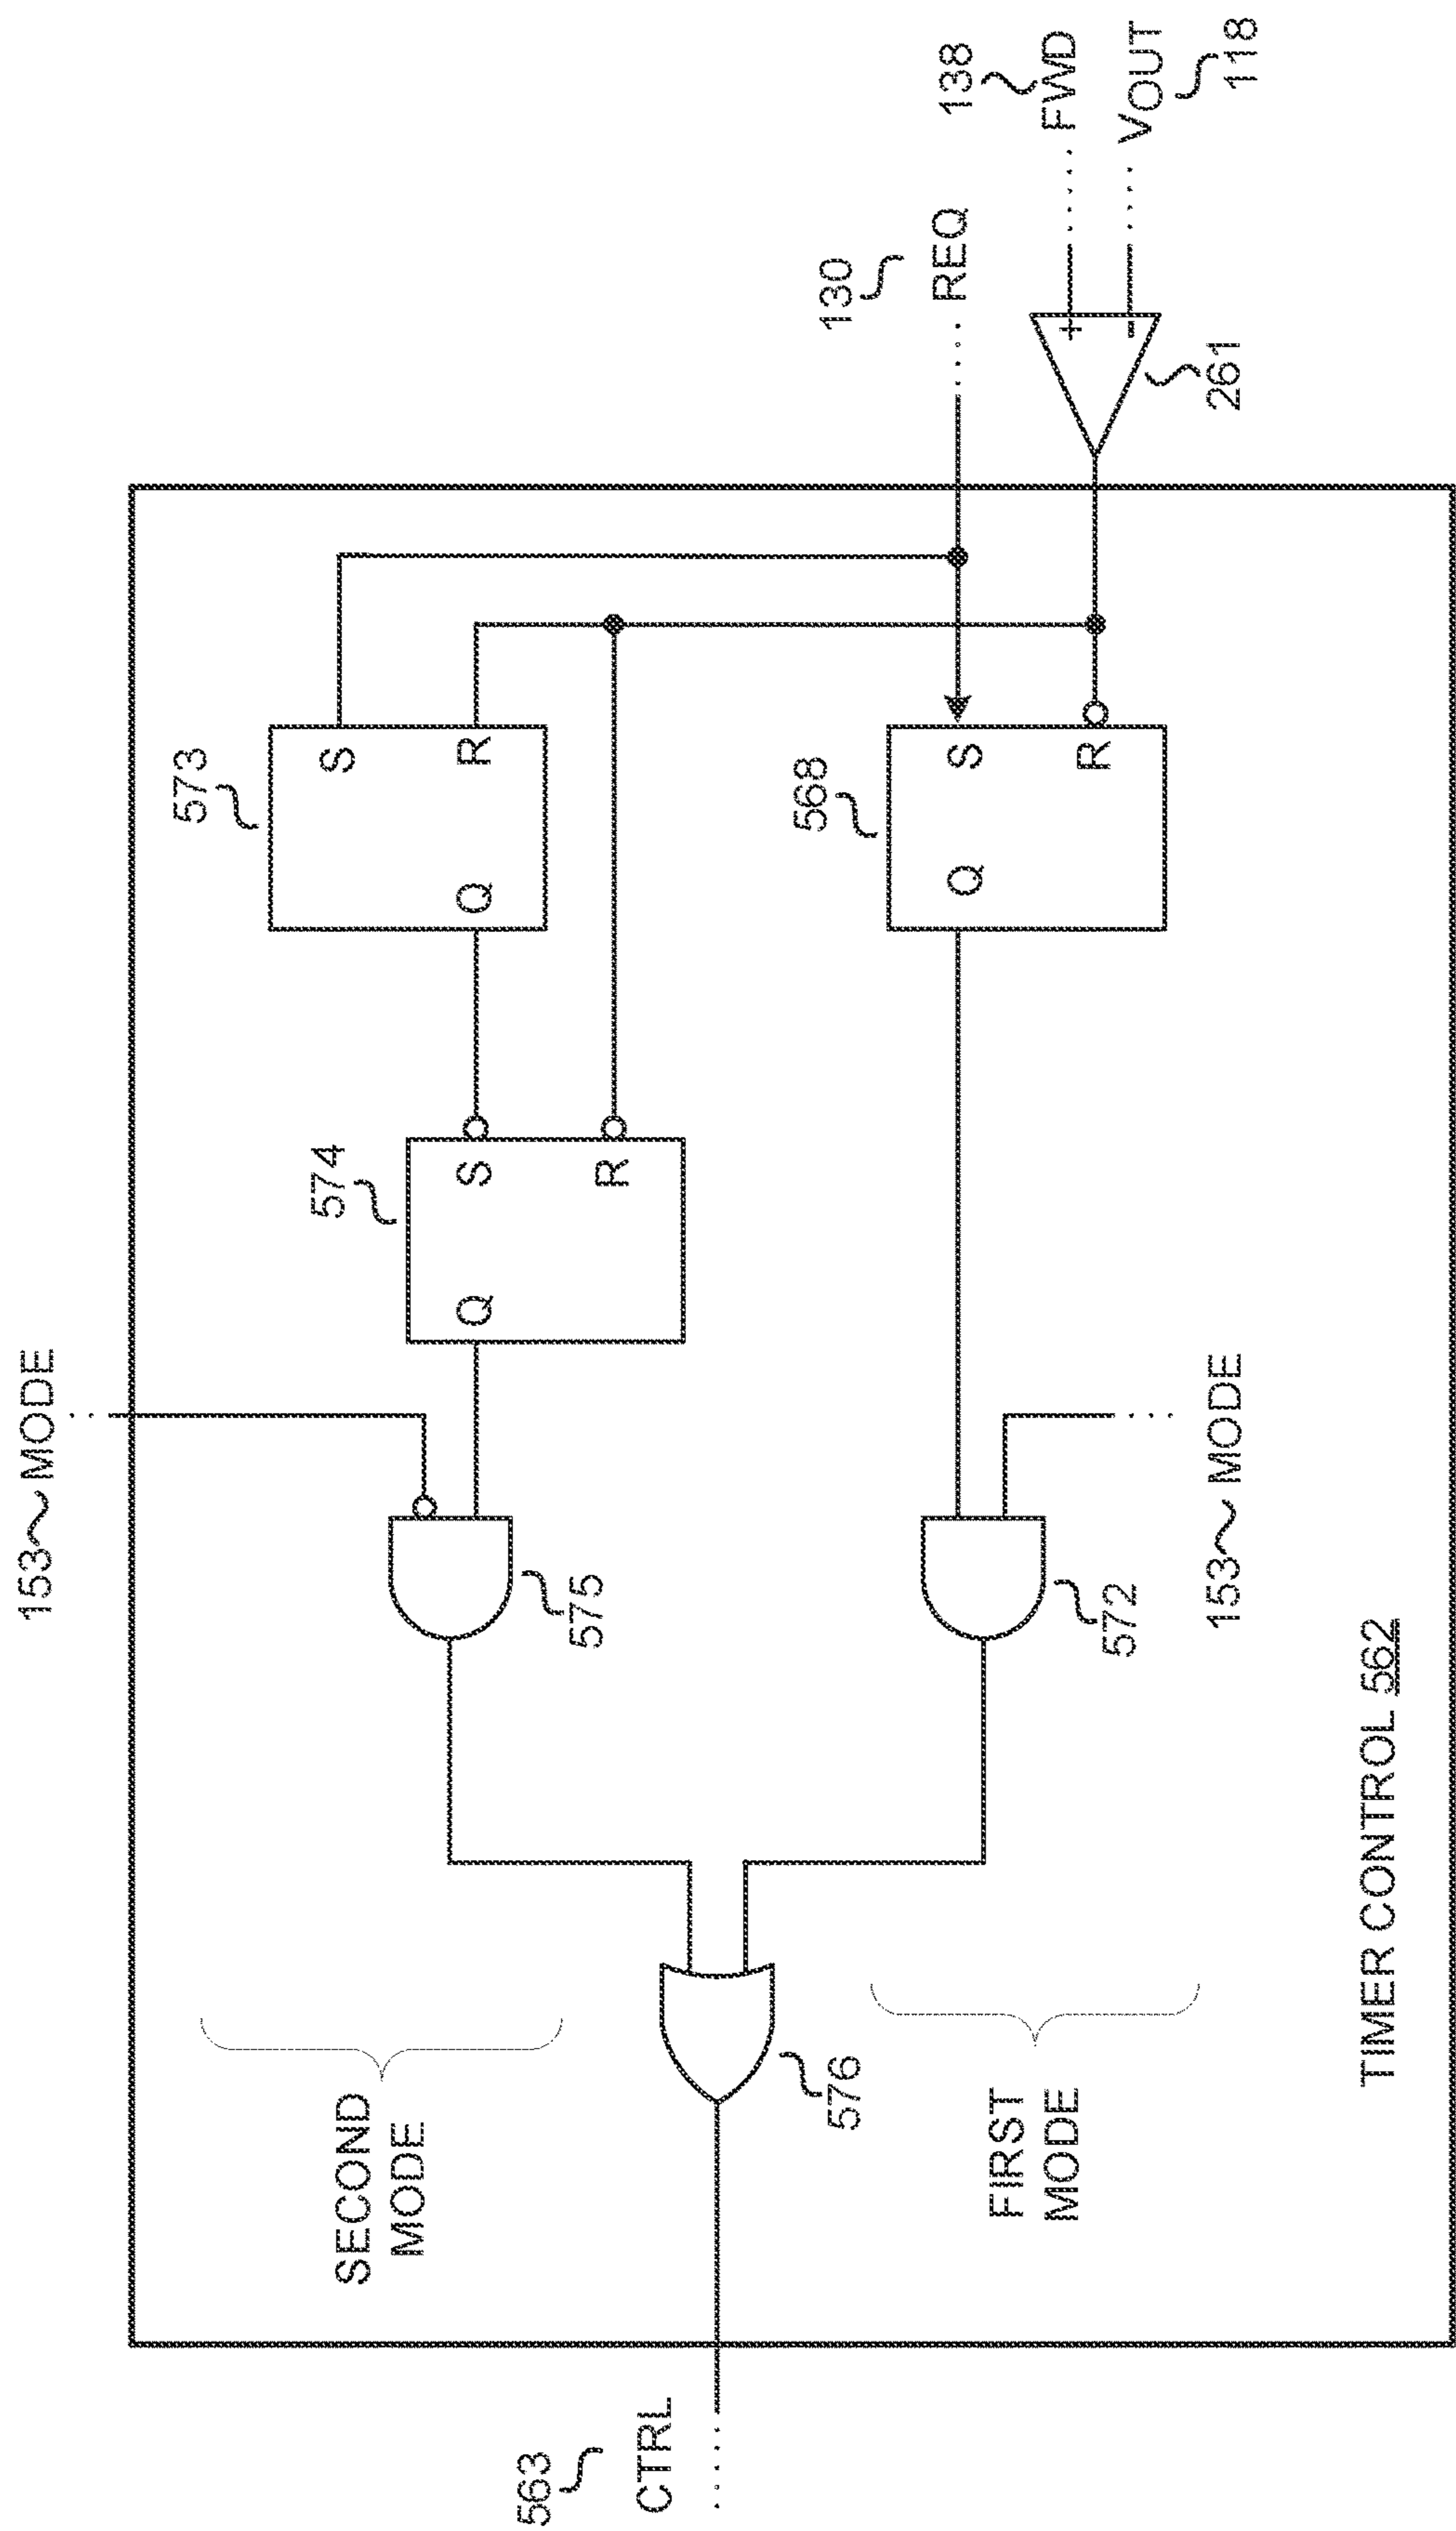 153 MODE
573
S
R
Q
574
S
R
Q
575
SECOND
MODE
130
REQ
138
FWD
VOUT
118
261
568
S
R
Q
572
153 MODE
576
FIRST
MODE
563
CTRL
TIMER CONTROL 562
+
−